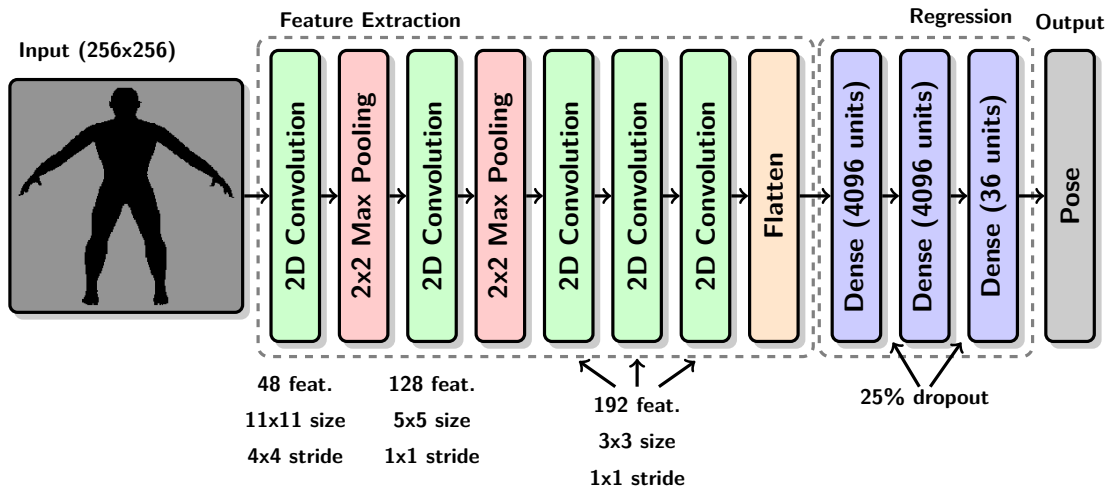 Feature Extraction
Regression
Output
Input (256x256)
2D Convolution
2x2 Max Pooling
2D Convolution
2x2 Max Pooling
2D Convolution
2D Convolution
2D Convolution
Flatten
Dense (4096 units)
Dense (4096 units)
Dense (36 units)
Pose
48 feat.
11x11 size
4x4 stride
128 feat.
5x5 size
1x1 stride
192 feat.
3x3 size
1x1 stride
25% dropout